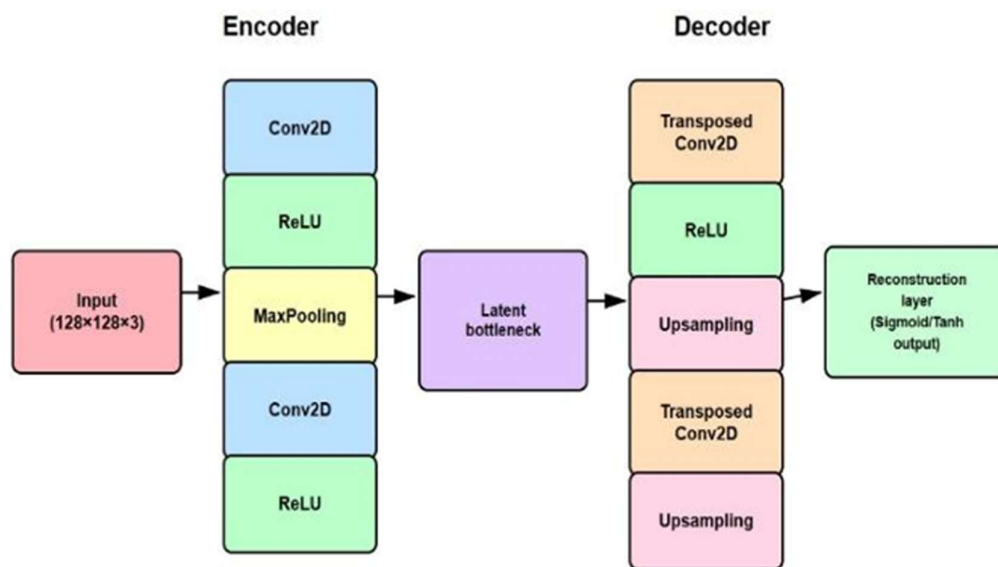 Encoder
Decoder
Conv2D
ReLU
MaxPooling
Conv2D
ReLU
Input
(128×128×3)
Latent
bottleneck
Transposed
Conv2D
ReLU
Upsampling
Transposed
Conv2D
Upsampling
Reconstruction
layer
(Sigmoid/Tanh
output)